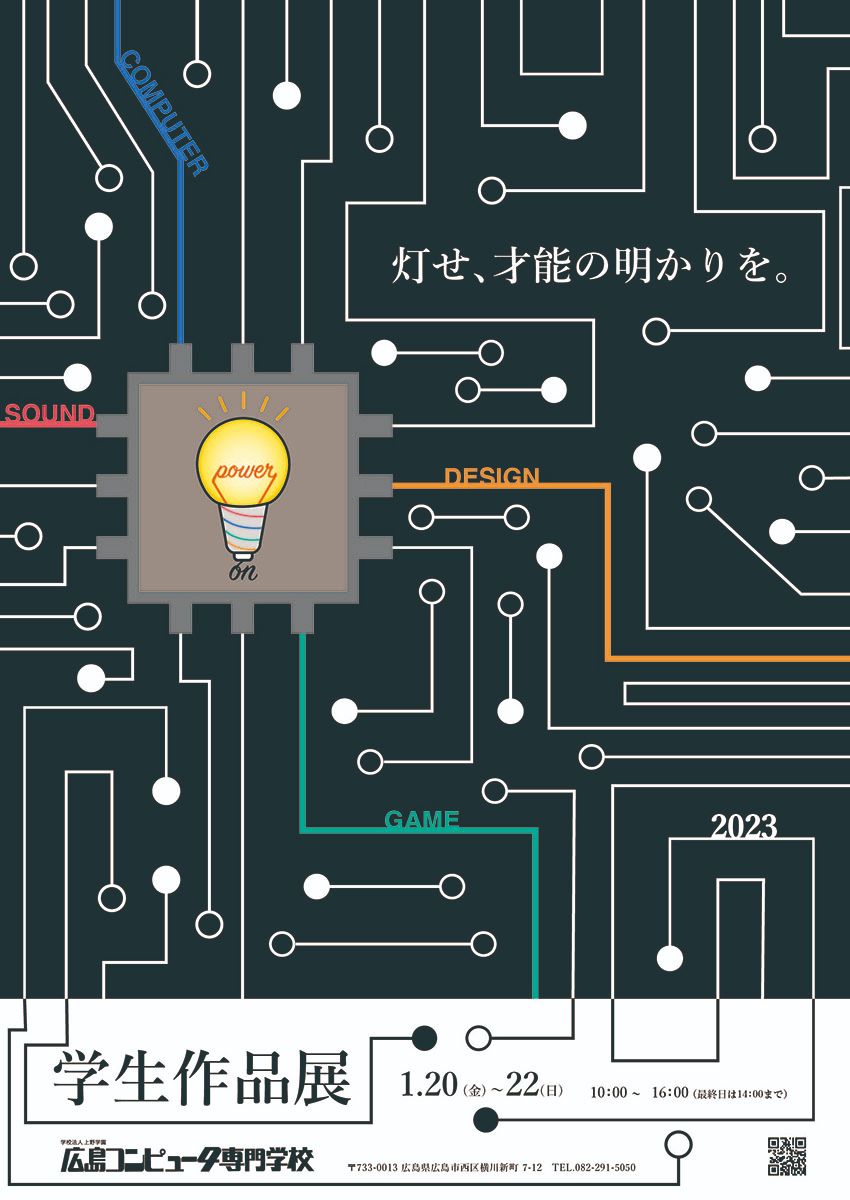 COMPUTER
灯せ、才能の明かりを。
SOUND
power
on
DESIGN
GAME
2023
学生作品展
1.20(金)~22(日) 10:00 ~ 16:00(最終日は14:00まで)
学校法人上野学園
広島コンピュータ専門学校
〒733-0013 広島県広島市西区横川新町 7-12 TEL.082-291-5050